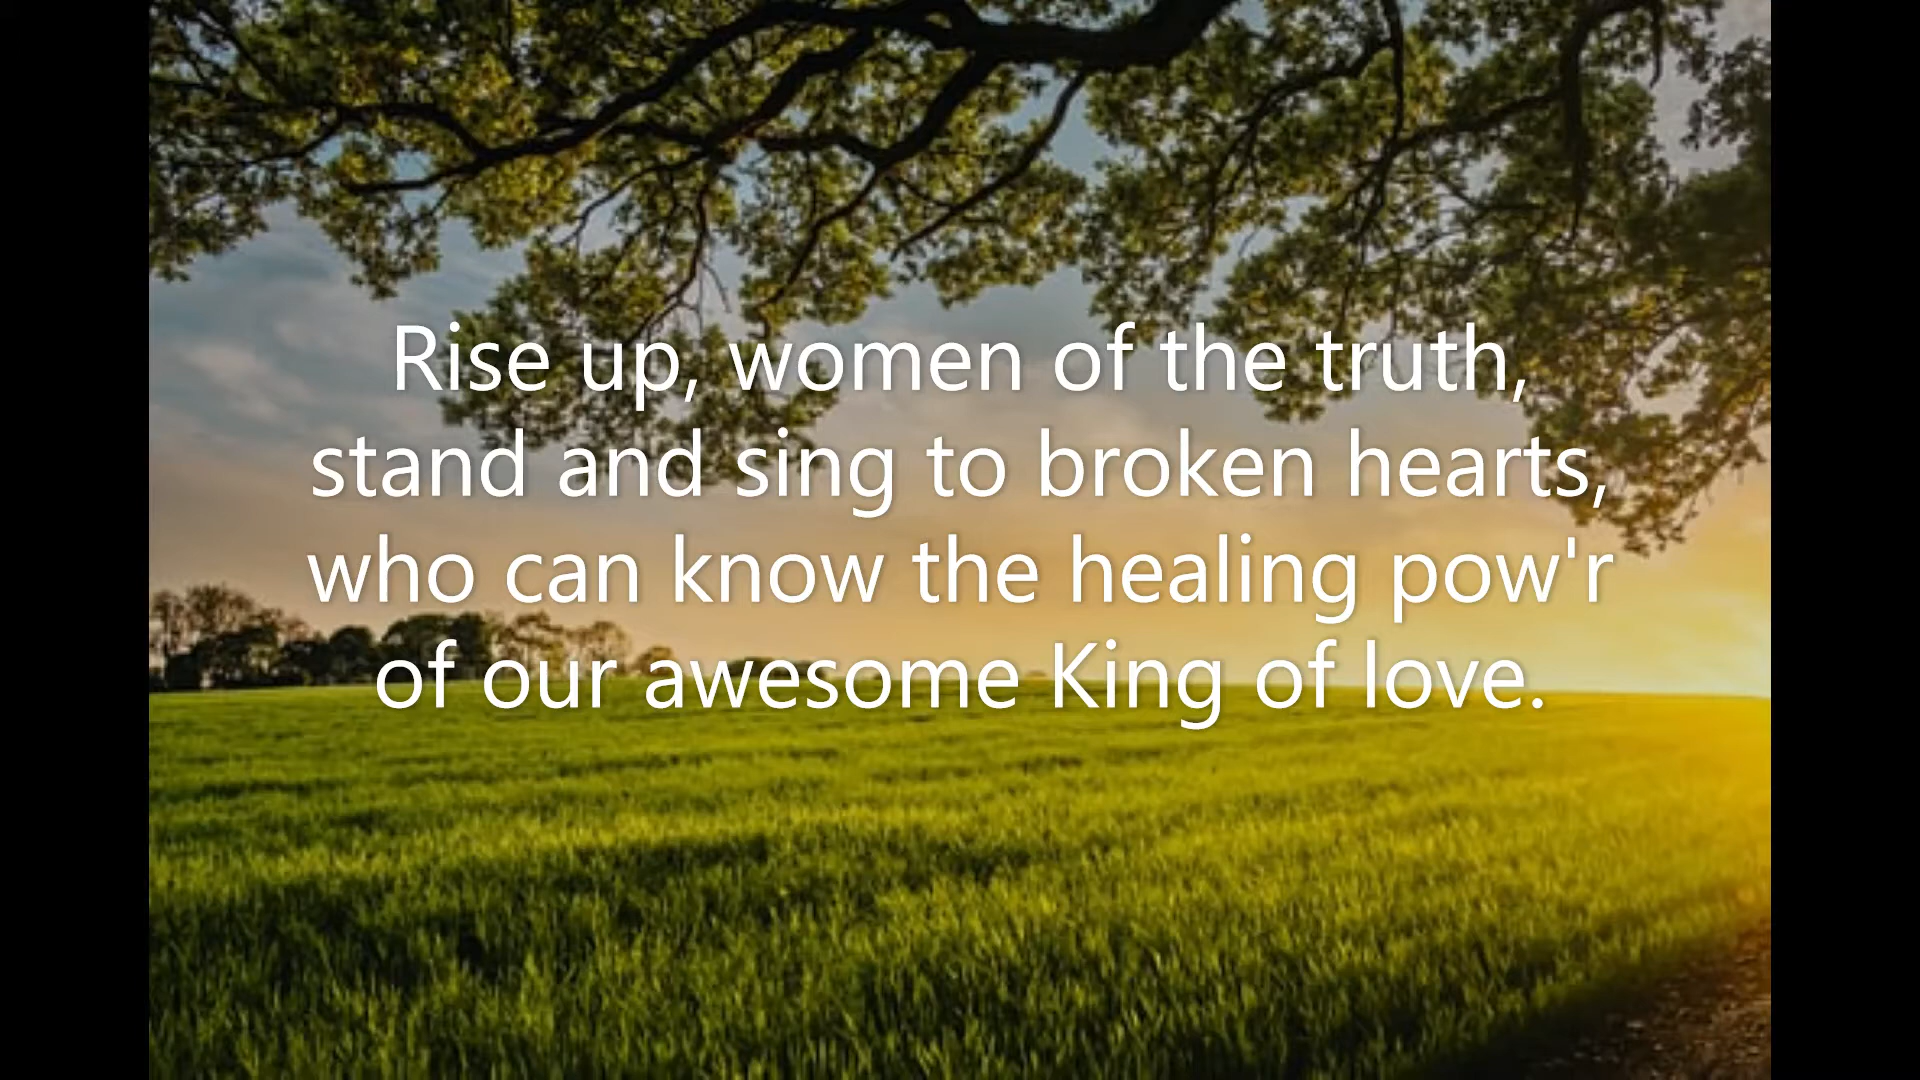 Rise up, women of the truth,
stand and sing to broken hearts,
who can know the healing pow'r
of our awesome King of love.